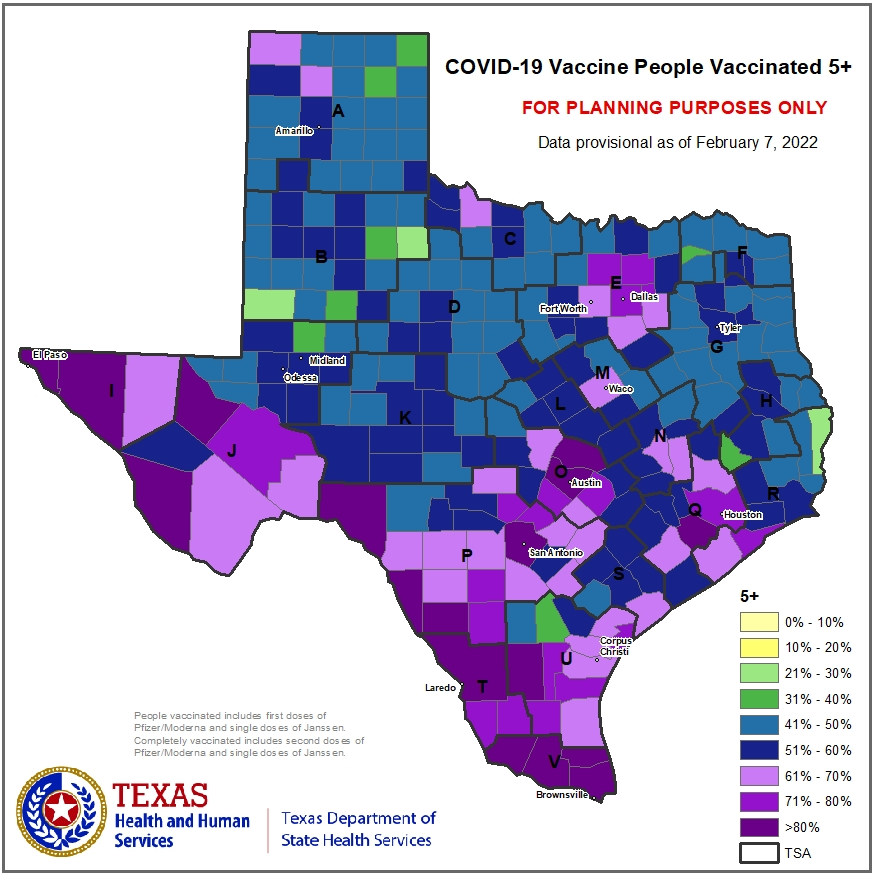 COVID-19 Vaccine People Vaccinated 5+
FOR PLANNING PURPOSES ONLY
Data provisional as of February 7, 2022
A
Amarillo
B
C
D
E
F
Fort Worth
Dallas
Tyler
G
El Paso
Midland
Odessa
I
J
K
M
Waco
L
H
N
O
Austin
Q
Houston
R
P
San Antonio
S
Corpus
Christi
U
Laredo
T
V
Brownsville
5+
0% - 10%
10% - 20%
21% - 30%
31% - 40%
41% - 50%
51% - 60%
61% - 70%
71% - 80%
>80%
TSA
People vaccinated includes first doses of
Pfizer/Moderna and single doses of Janssen.
Completely vaccinated includes second doses of
Pfizer/Moderna and single doses of Janssen.
TEXAS
Health and Human
Services
Texas Department of
State Health Services